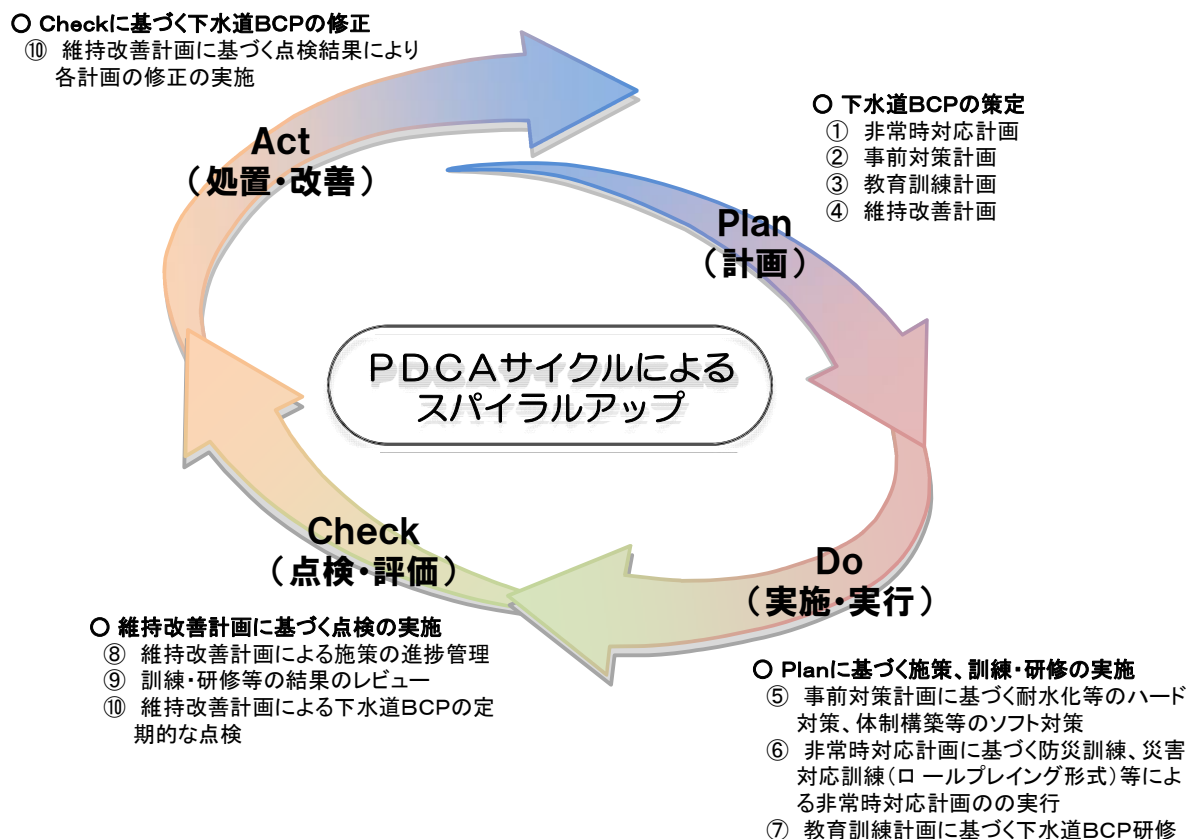 ○ Checkに基づく下水道BCPの修正
⑩ 維持改善計画に基づく点検結果により
各計画の修正の実施
Act
（処置・改善）
○ 下水道BCPの策定
① 非常時対応計画
② 事前対策計画
③ 教育訓練計画
④ 維持改善計画
Plan
（計画）
PDCAサイクルによる
スパイラルアップ
Check
（点検・評価）
○ 維持改善計画に基づく点検の実施
⑧ 維持改善計画による施策の進捗管理
⑨ 訓練・研修等の結果のレビュー
⑩ 維持改善計画による下水道BCPの定
期的な点検
Do
（実施・実行）
○ Planに基づく施策、訓練・研修の実施
⑤ 事前対策計画に基づく耐水化等のハード
対策、体制構築等のソフト対策
⑥ 非常時対応計画に基づく防災訓練、災害
対応訓練（ロ ールプレイング形式）等によ
る非常時対応計画のの実行
⑦ 教育訓練計画に基づく下水道BCP研修